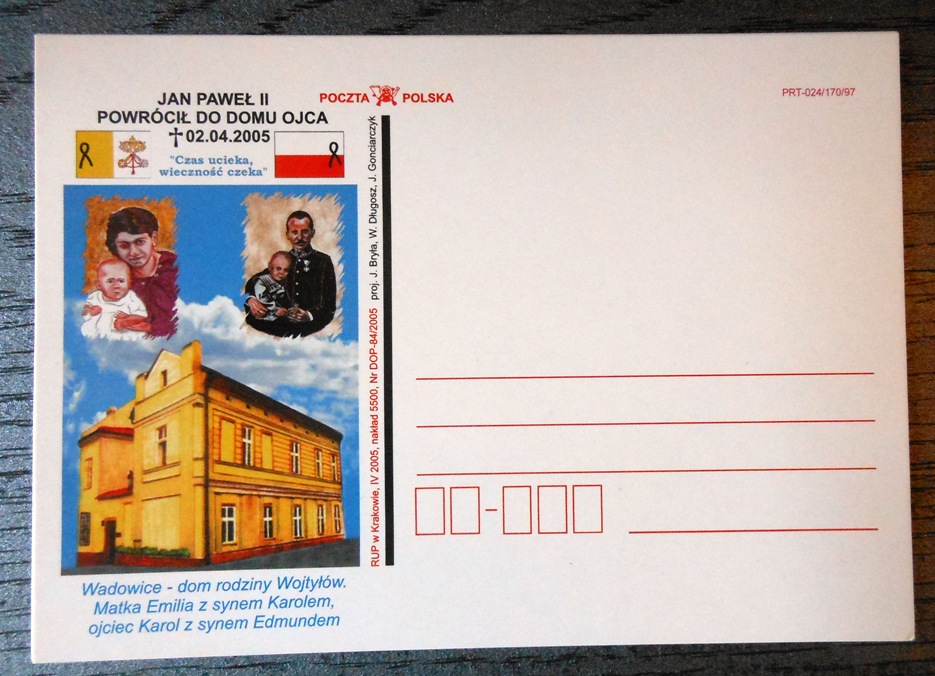 JAN PAWEŁ II
POWRÓCIŁ DO DOMU OJCA
✝02.04.2005
"Czas ucieka,
wieczność czeka"
POCZTA POLSKA
PRT-024/170/97
RUP w Krakowie, IV 2005, nakład 5500, Nr DOP-84/2005 proj. J. Bryła, W. Długosz, J. Gonciarczyk
Wadowice - dom rodziny Wojtyłów.
Matka Emilia z synem Karolem,
ojciec Karol z synem Edmundem